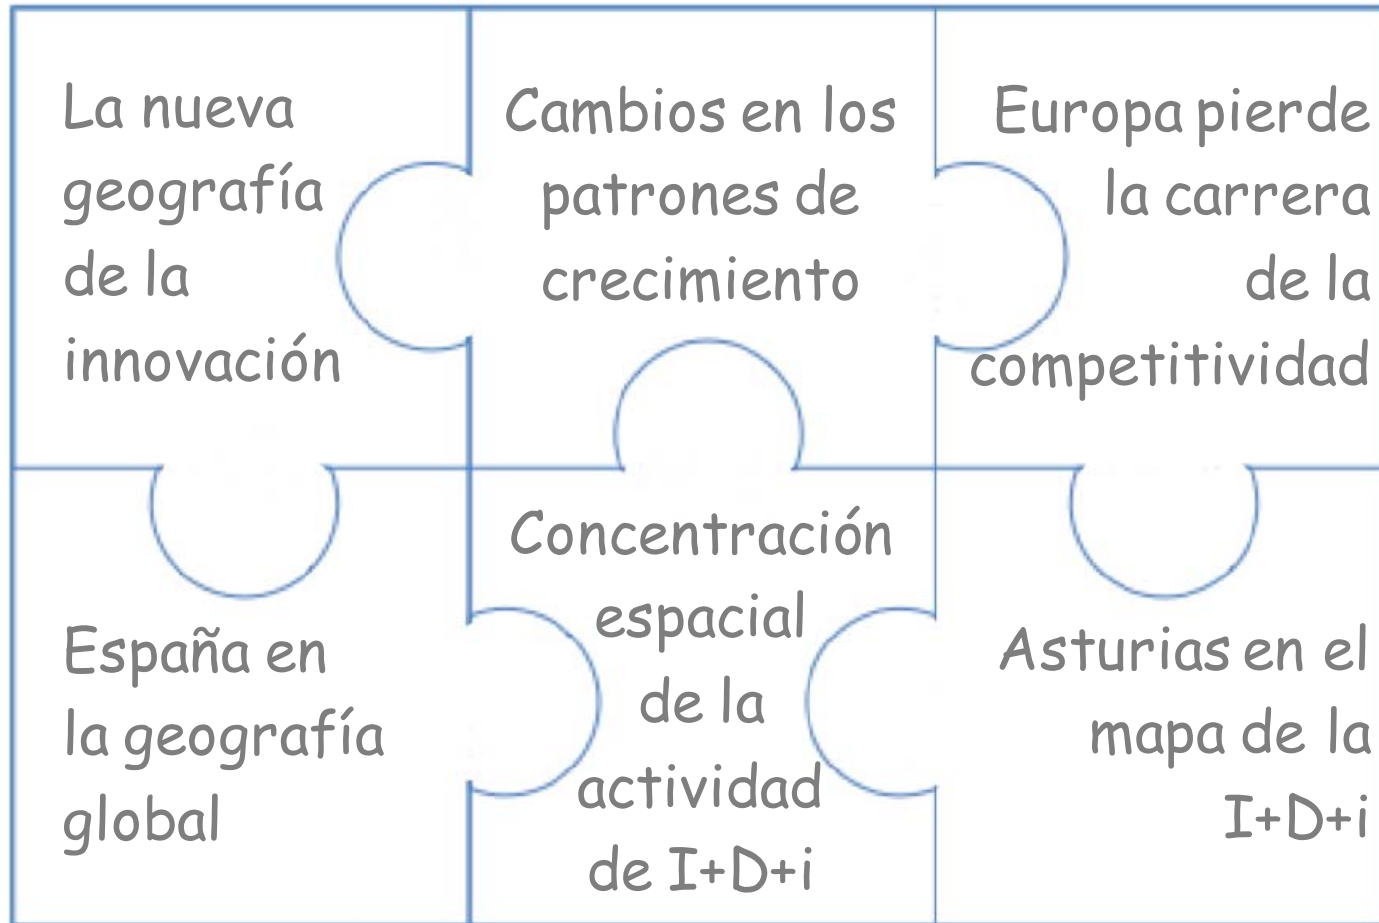 La nueva
geografía
de la
innovación
Cambios en los
patrones de
crecimiento
Europa pierde
la carrera
de la
competitividad
España en
la geografía
global
Concentración
espacial
de la
actividad
de I+D+i
Asturias en el
mapa de la
I+D+i